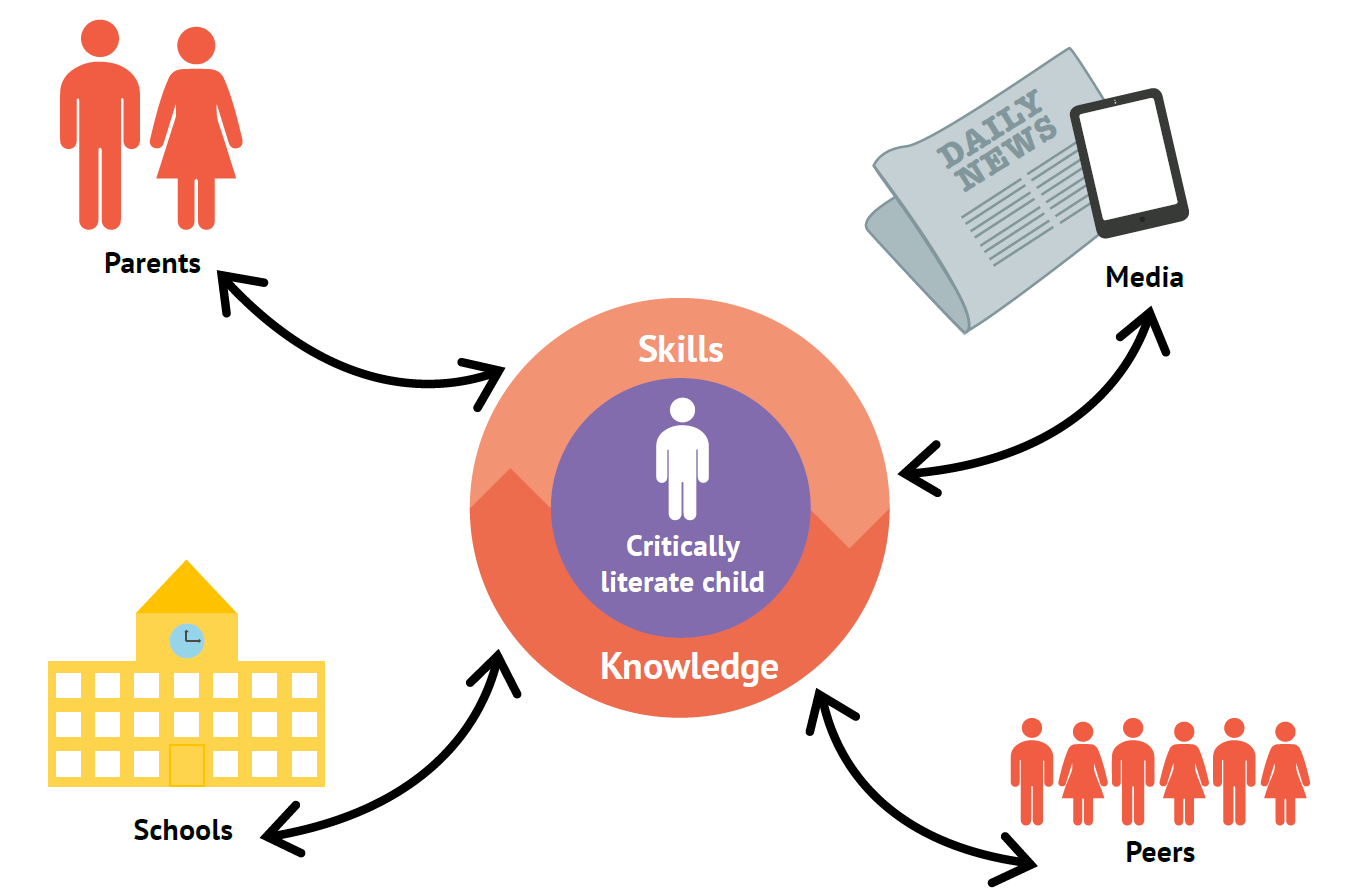 Parents
DAILY
NEWS
Media
Skills
Critically
literate child
Knowledge
Schools
Peers